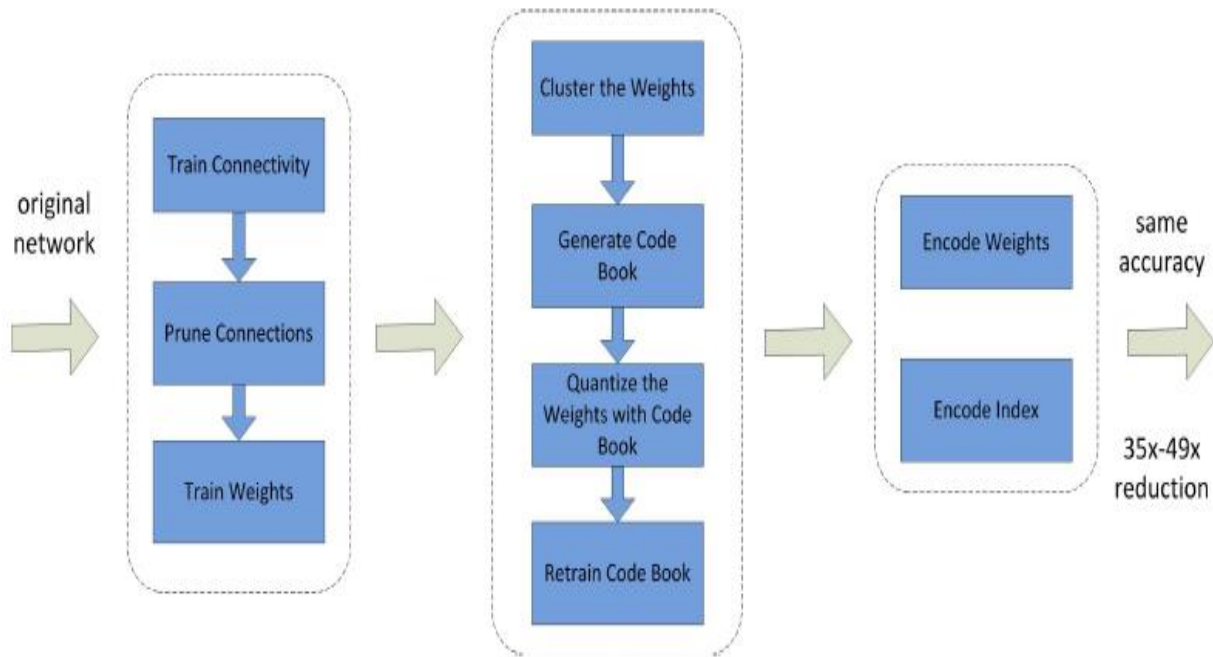 original
network
Train Connectivity
Prune Connections
Train Weights
Cluster the Weights
Generate Code
Book
Quantize the
Weights with Code
Book
Retrain Code Book
Encode Weights
Encode Index
same
accuracy
35x-49x
reduction